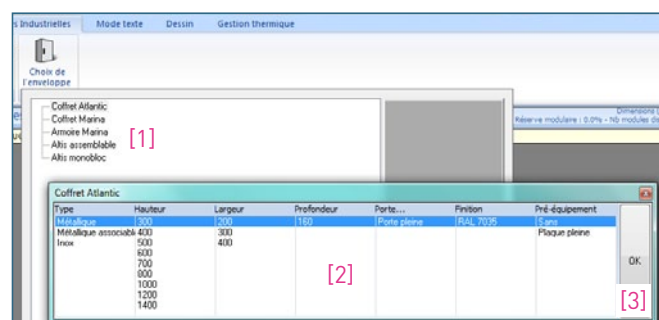 s Industrielles Mode texte Dessin Gestion thermique
Choix de
l'enveloppe
Coffret Atlantic
Coffret Marina
Armoire Marina
Altis assemblable
Altis monobloc
[1]
Dimensions
Réserve modulaire : 0.0% - Nb modules
Coffret Atlantic
Type Hauteur Largeur Profondeur Porte... Finition Pré-équipement
Métallique 300 200 160 Porte pleine RAL 7035 Sans
Métallique associabl 400 300 Plaque pleine
Inox 500 400
600
700
800
1000
1200
1400
[2]
OK
[3]